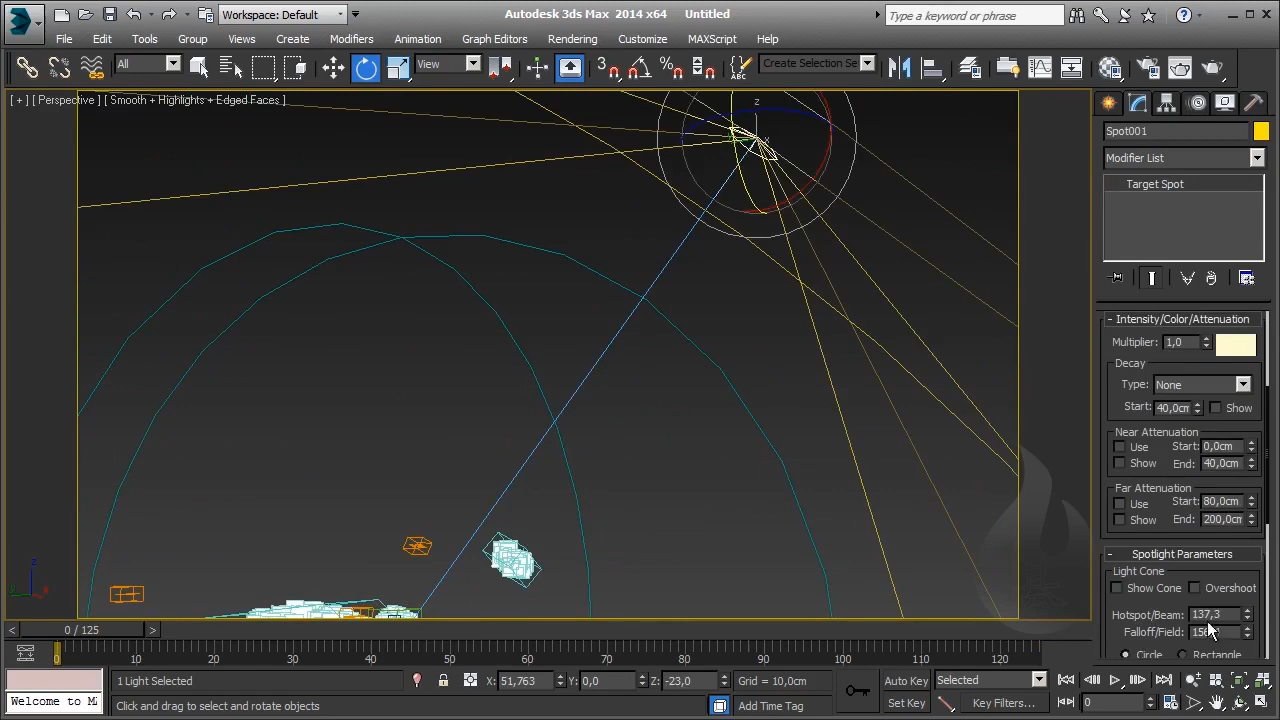 Workspace: Default
Autodesk 3ds Max 2014 x64 Untitled
Type a keyword or phrase
File Edit Tools Group Views Create Modifiers Animation Graph Editors Rendering Customize MAXScript Help
All
View
3
Create Selection Se
[ + ] [ Perspective ] [ Smooth + Highlights + Edged Faces ]
z
x
Spot001
Modifier List
Target Spot
- Intensity/Color/Attenuation
Multiplier: 1,0
Decay
Type: None
Start: 40,0cm Show
Near Attenuation
Use Start: 0,0cm
Show End: 40,0cm
Far Attenuation
Use Start: 80,0cm
Show End: 200,0cm
- Spotlight Parameters
Light Cone
Show Cone Overshoot
Hotspot/Beam: 137,3
Falloff/Field:
Circle Rectangle
z
< 0 / 125 >
0 10 20 30 40 50 60 70 80 90 100 110 120
1 Light Selected X: 51,763 Y: 0,0 Z: -23,0 Grid = 10,0cm Auto Key Selected
Welcome to M
Click and drag to select and rotate objects Add Time Tag Set Key Key Filters... 0